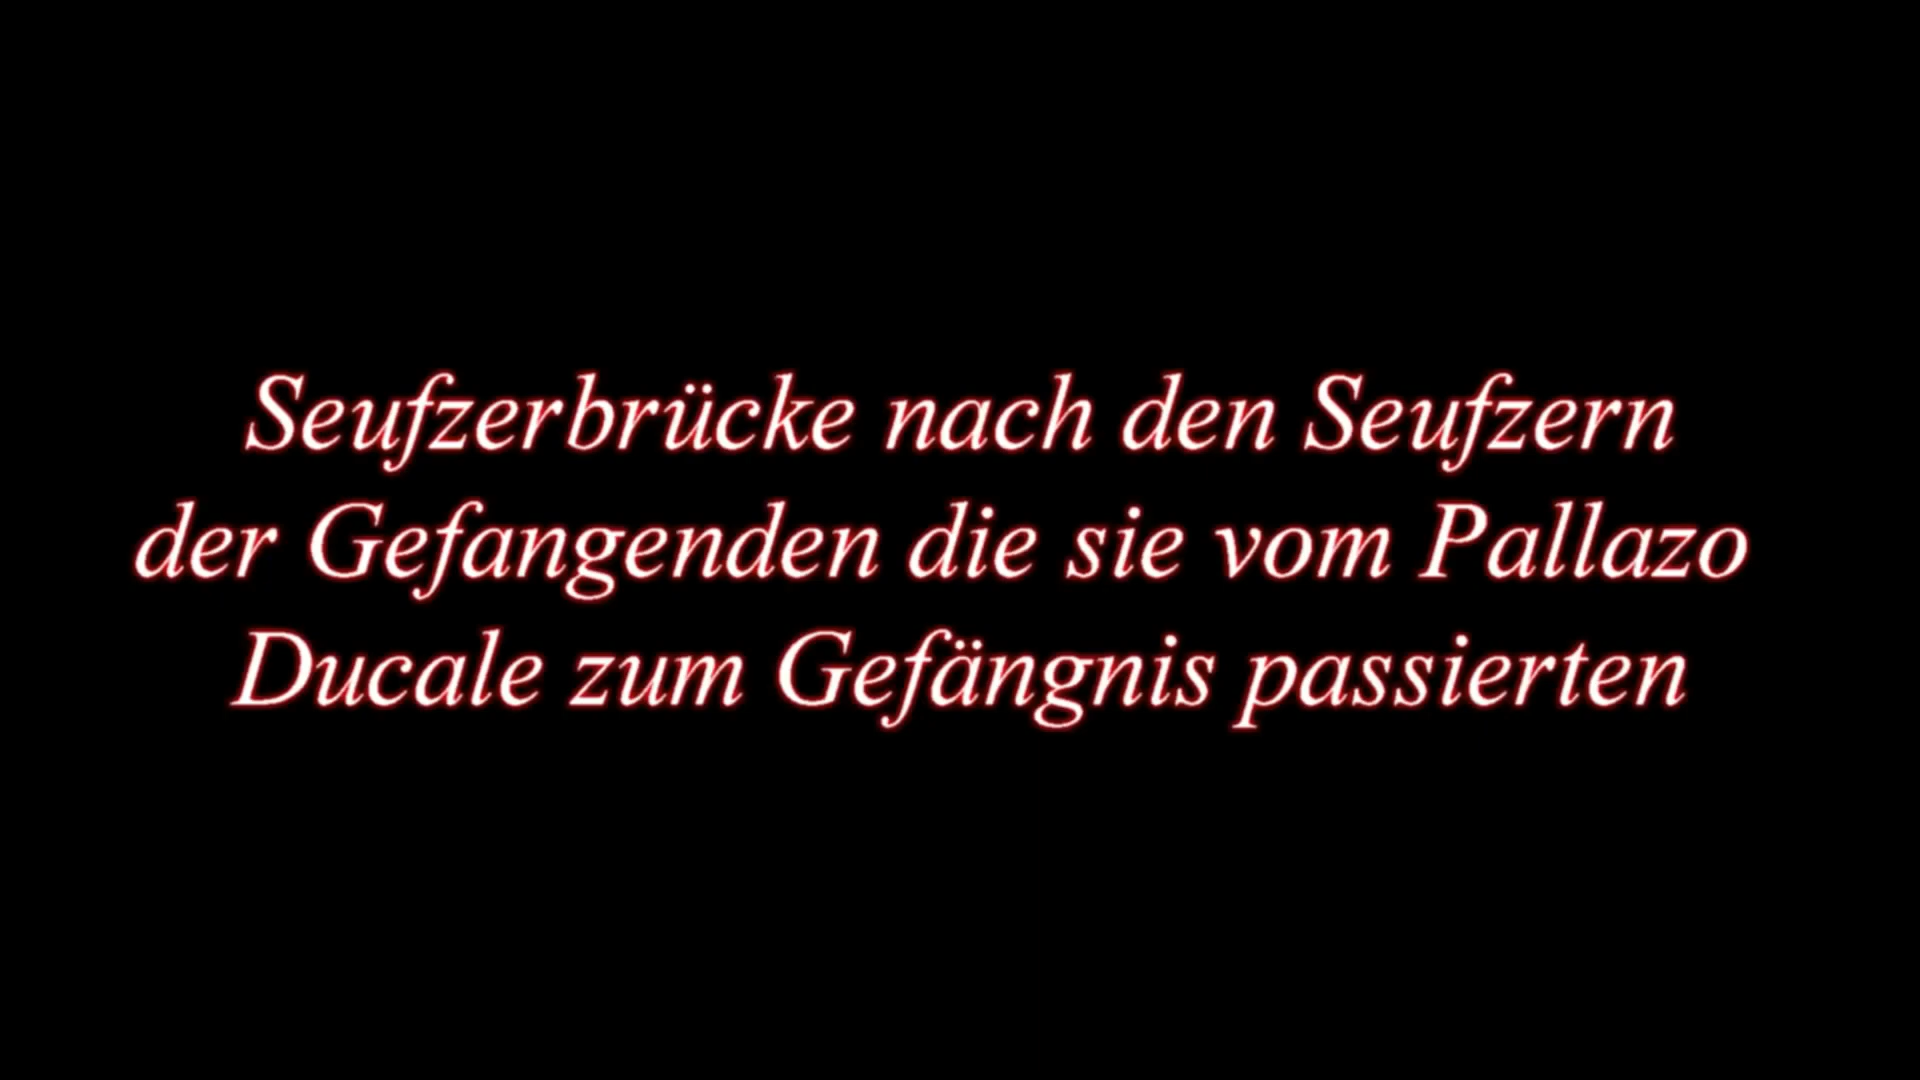 Seufzerbrücke nach den Seufzern
der Gefangenden die sie vom Pallazo
Ducale zum Gefängnis passierten